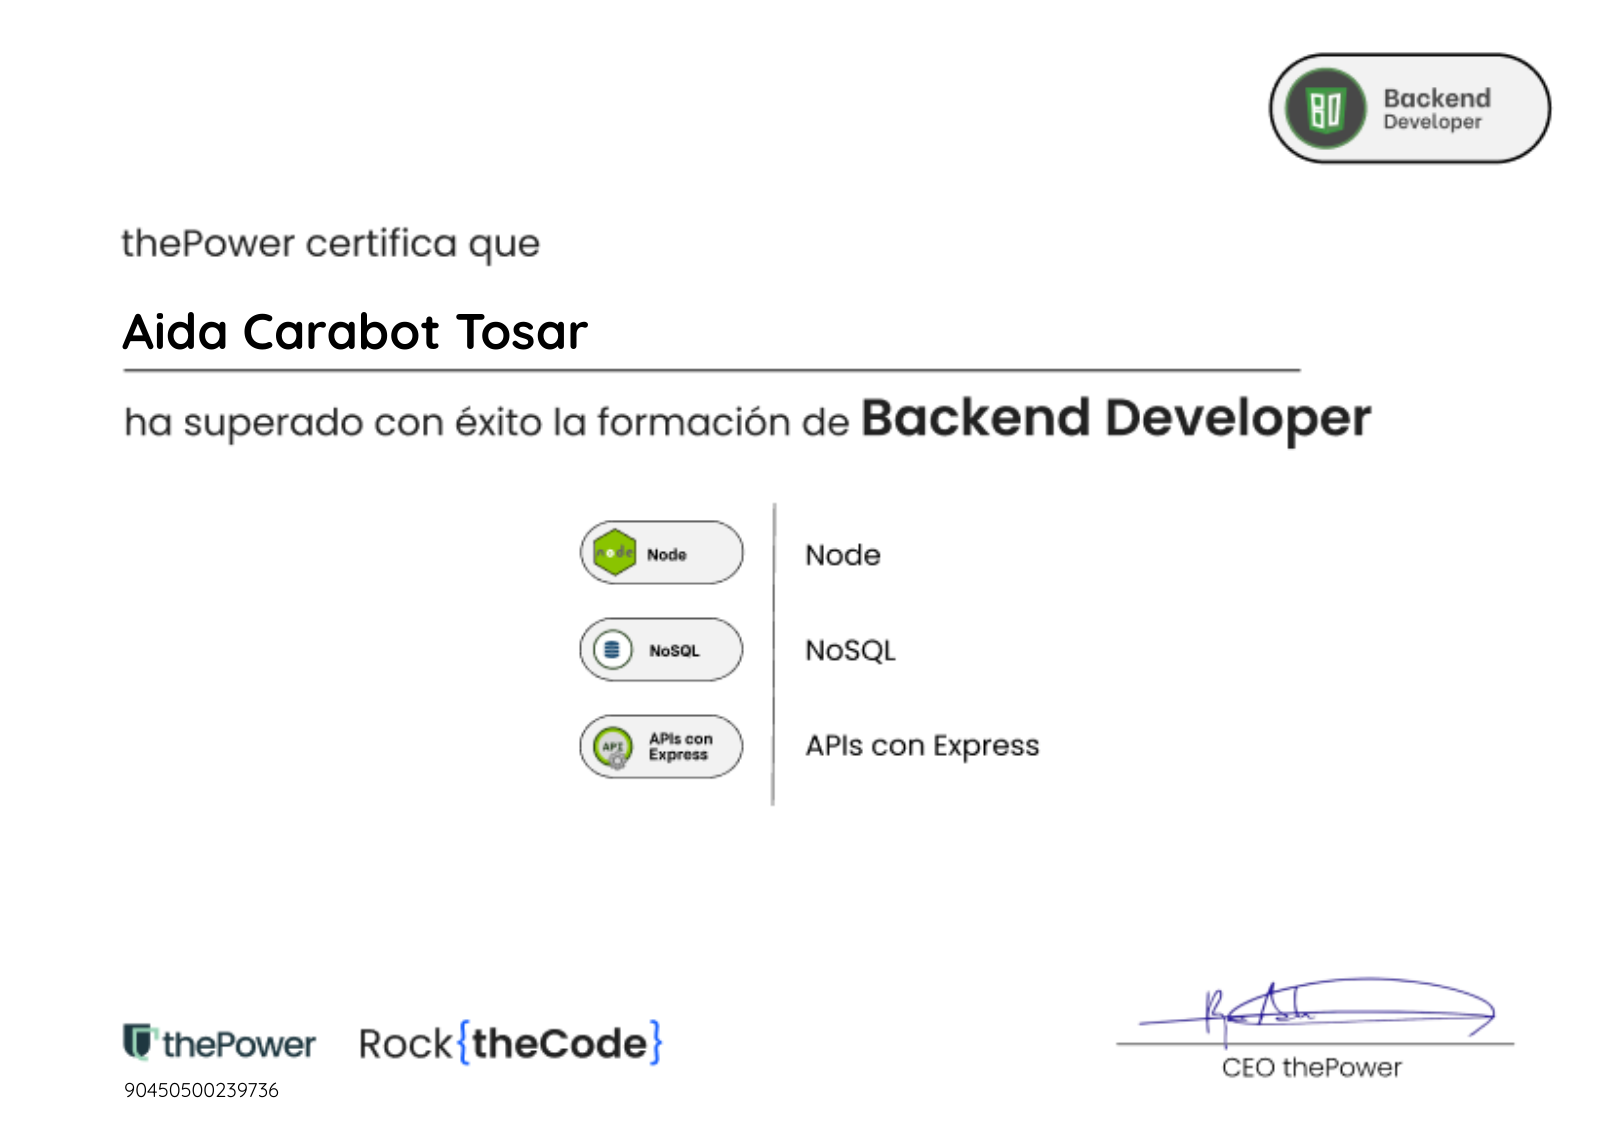 Backend
Developer
thePower certifica que
Aida Carabot Tosar
ha superado con éxito la formación de Backend Developer
node Node Node
NoSQL NoSQL
API APIs con Express APIs con Express
thePower Rock{theCode}
CEO thePower
90450500239736